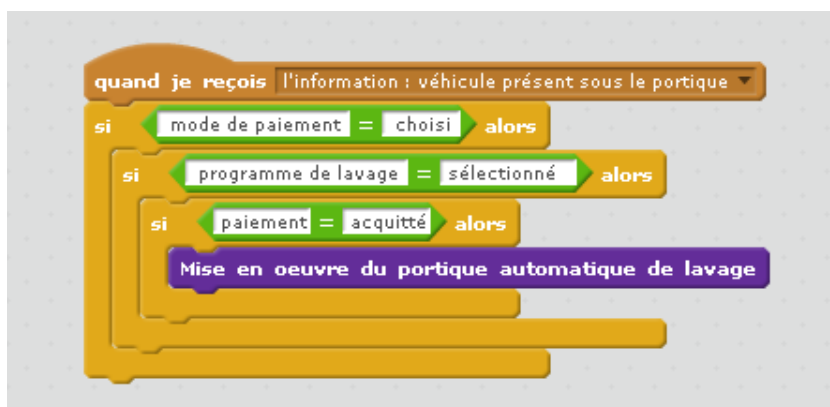 quand je reçois l'information : véhicule présent sous le portique
si mode de paiement = choisi alors
si programme de lavage = sélectionné alors
si paiement = acquitté alors
Mise en oeuvre du portique automatique de lavage